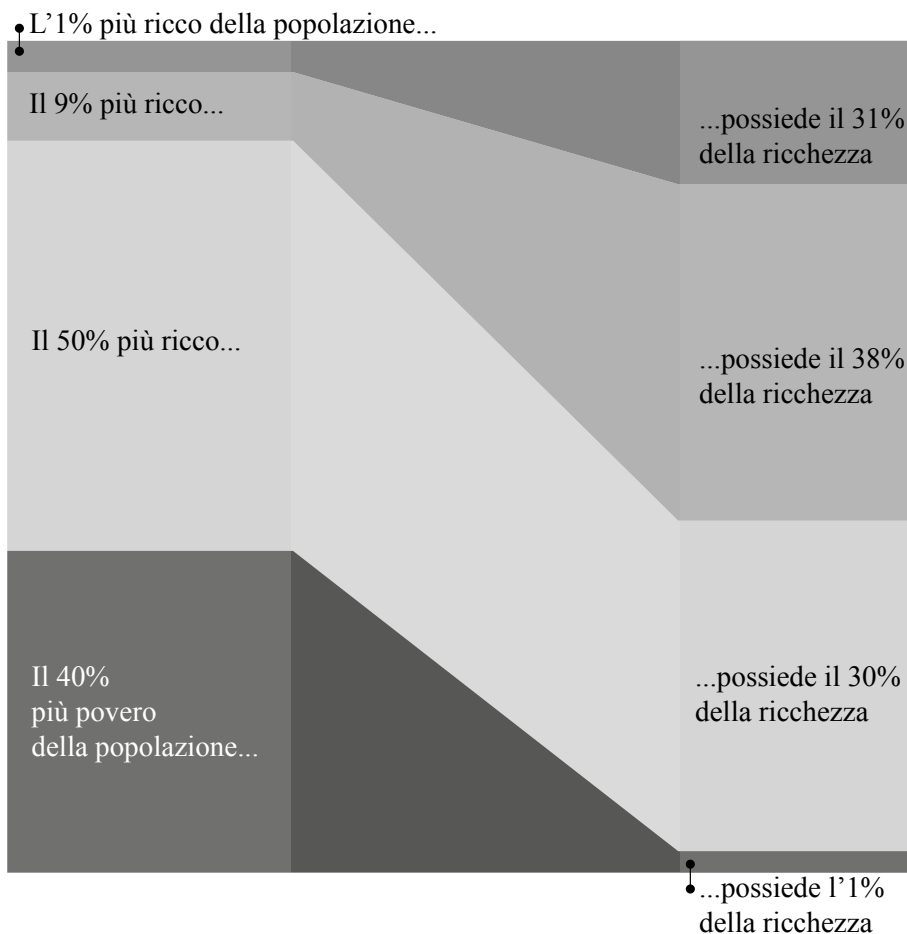 L’1% più ricco della popolazione...
Il 9% più ricco...
...possiede il 31%
della ricchezza
Il 50% più ricco...
...possiede il 38%
della ricchezza
Il 40%
più povero
della popolazione...
...possiede il 30%
della ricchezza
...possiede l’1%
della ricchezza